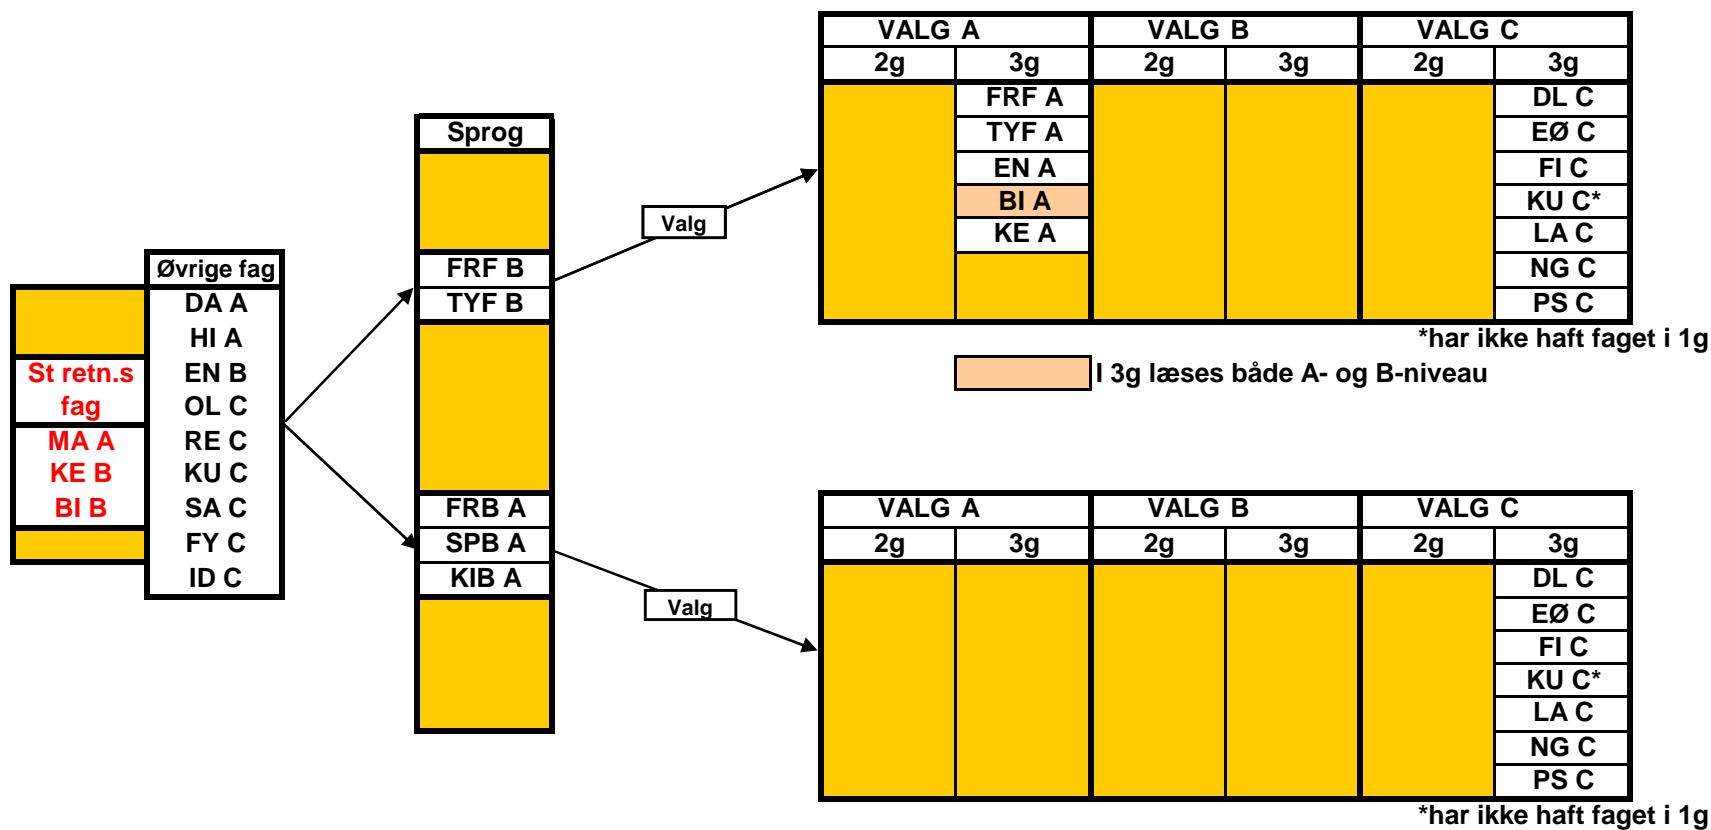 VALG A VALG B VALG C
2g 3g 2g 3g 2g 3g
FRF A DL C
Sprog TYF A EØ C
EN A FI C
BI A KU C*
Valg KE A LA C
Øvrige fag FRF B NG C
DA A TYF B PS C
HI A *har ikke haft faget i 1g
St retn.s EN B I 3g læses både A- og B-niveau
fag OL C
MA A RE C
KE B KU C
BI B SA C FRB A VALG A VALG B VALG C
FY C SPB A 2g 3g 2g 3g 2g 3g
ID C KIB A DL C
Valg EØ C
FI C
KU C*
LA C
NG C
PS C
*har ikke haft faget i 1g